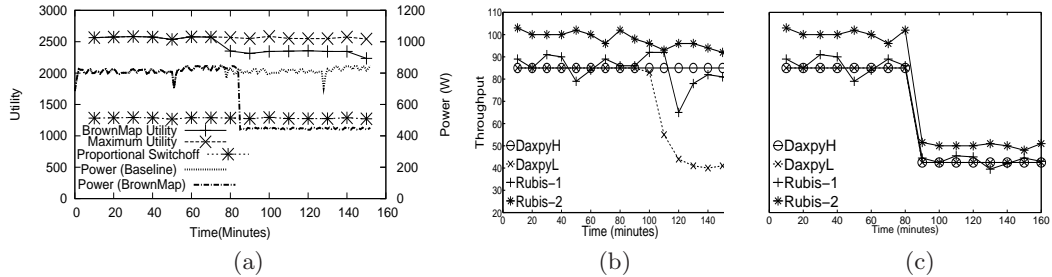 3000
2500
2000
1500
1000
500
0
0 20 40 60 80 100 120 140 160
1200
1000
800
600
400
200
0
Utility
Power (W)
Time(Minutes)
BrownMap Utility
Maximum Utility
Proportional Switchoff
Power (Baseline)
Power (BrownMap)
(a)
110
100
90
80
70
60
50
40
30
20
0 20 40 60 80 100 120 140
Throughput
Time (minutes)
DaxpyH
DaxpyL
Rubis-1
Rubis-2
(b)
DaxpyH
DaxpyL
Rubis-1
Rubis-2
0 20 40 60 80 100 120 140 160
Time (minutes)
(c)